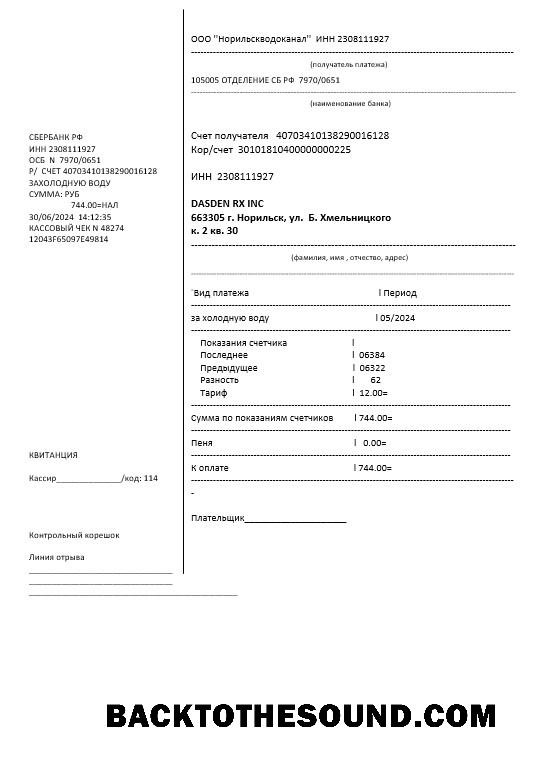 ООО "Норильскводоканал" ИНН 2308111927
(получатель платежа)
105005 ОТДЕЛЕНИЕ СБ РФ 7970/0651
(наименование банка)
СБЕРБАНК РФ
ИНН 2308111927
ОСБ N 7970/0651
Р/ СЧЕТ 40703410138290016128
ЗАХОЛОДНУЮ ВОДУ
СУММА: РУБ
744.00=НАЛ
30/06/2024 14:12:35
КАССОВЫЙ ЧЕК N 48274
12043F65097E49814
Счет получателя 40703410138290016128
Кор/счет 30101810400000000225
ИНН 2308111927
DASDEN RX INC
663305 г. Норильск, ул. Б. Хмельницкого
к. 2 кв. 30
(фамилия, имя , отчество, адрес)
`Вид платежа l Период
за холодную воду l 05/2024
Показания счетчика l
Последнее l 06384
Предыдущее l 06322
Разность l 62
Тариф l 12.00=
Сумма по показаниям счетчиков l 744.00=
Пеня l 0.00=
К оплате l 744.00=
-
Плательщик____________________
КВИТАНЦИЯ
Кассир______________/код: 114
Контрольный корешок
Линия отрыва
BACKTOTHESOUND.COM